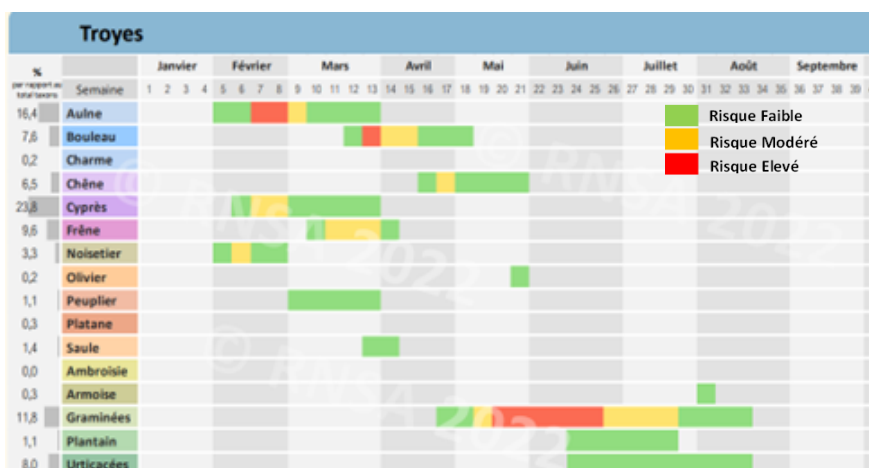 Troyes
Janvier Février Mars Avril Mai Juin Juillet Août Septembre
%
par rapport au
total taxons
Semaine 1 2 3 4 5 6 7 8 9 10 11 12 13 14 15 16 17 18 19 20 21 22 23 24 25 26 27 28 29 30 31 32 33 34 35 36 37 38 39
16,4 Aulne
Risque Faible
7,6 Bouleau
Risque Modéré
0,2 Charme
Risque Elevé
6,5 Chêne
23,8 Cyprès
9,6 Frêne
3,3 Noisetier
0,2 Olivier
1,1 Peuplier
0,3 Platane
1,4 Saule
0,0 Ambroisie
0,3 Armoise
11,8 Graminées
1,1 Plantain
8,0 Urticacées
© RNSA 2022
© RNSA 2022
© RNSA 2022